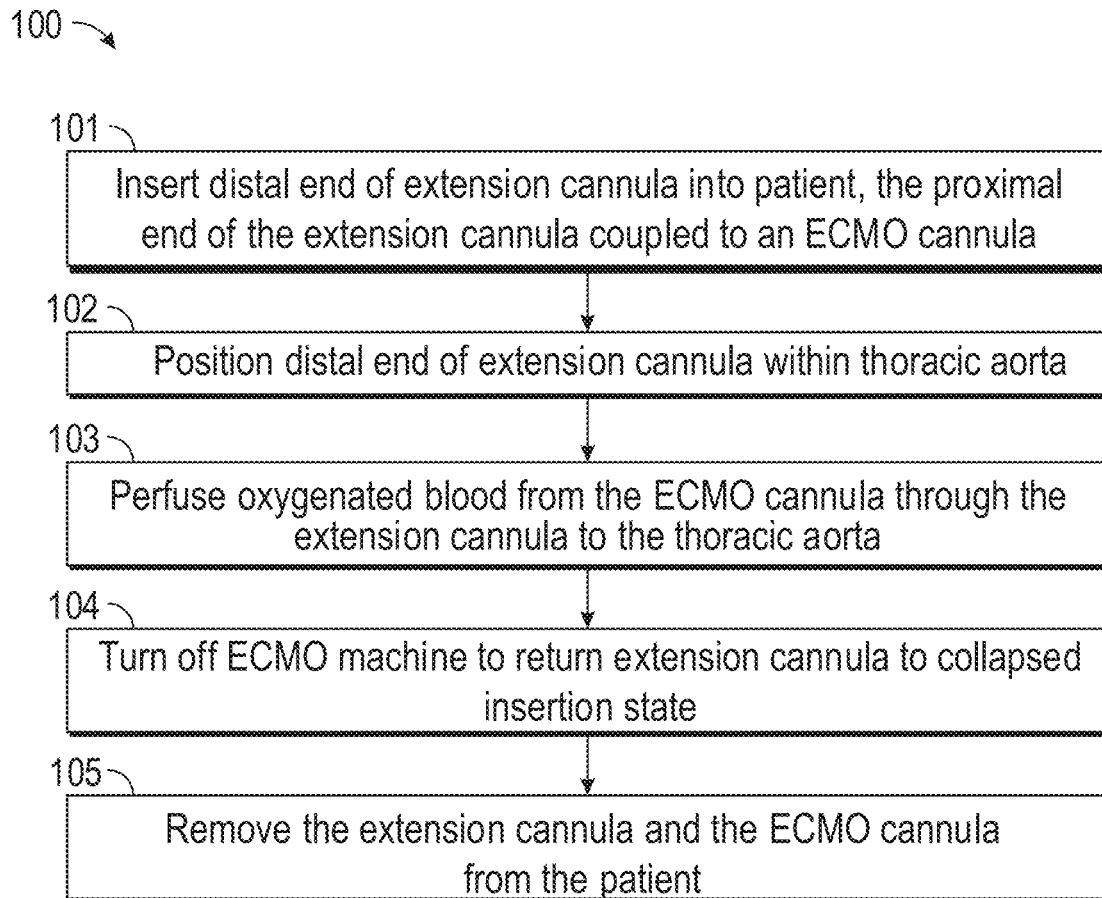 100
101
Insert distal end of extension cannula into patient, the proximal
end of the extension cannula coupled to an ECMO cannula
102
Position distal end of extension cannula within thoracic aorta
103
Perfuse oxygenated blood from the ECMO cannula through the
extension cannula to the thoracic aorta
104
Turn off ECMO machine to return extension cannula to collapsed
insertion state
105
Remove the extension cannula and the ECMO cannula
from the patient